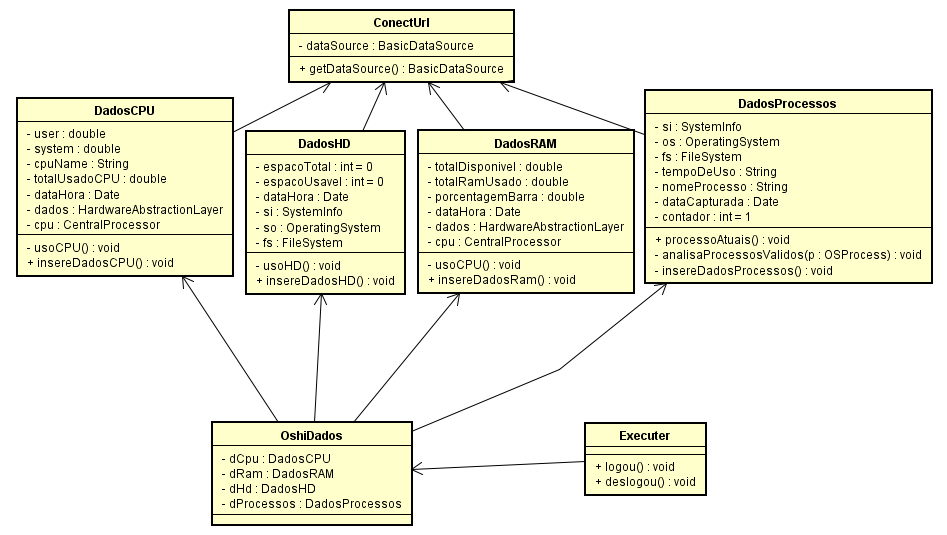 ConectUrl
- dataSource : BasicDataSource
+ getDataSource() : BasicDataSource
DadosCPU
- user : double
- system : double
- cpuName : String
- totalUsadoCPU : double
- dataHora : Date
- dados : HardwareAbstractionLayer
- cpu : CentralProcessor
- usoCPU() : void
+ insereDadosCPU() : void
DadosHD
- espacoTotal : int = 0
- espacoUsavel : int = 0
- dataHora : Date
- si : SystemInfo
- so : OperatingSystem
- fs : FileSystem
- usoHD() : void
+ insereDadosHD() : void
DadosRAM
- totalDisponivel : double
- totalRamUsado : double
- porcentagemBarra : double
- dataHora : Date
- dados : HardwareAbstractionLayer
- cpu : CentralProcessor
- usoCPU() : void
+ insereDadosRam() : void
DadosProcessos
- si : SystemInfo
- os : OperatingSystem
- fs : FileSystem
- tempoDeUso : String
- nomeProcesso : String
- dataCapturada : Date
- contador : int = 1
+ processoAtuais() : void
- analisaProcessosValidos(p : OSProcess) : void
- insereDadosProcessos() : void
OshiDados
- dCpu : DadosCPU
- dRam : DadosRAM
- dHd : DadosHD
- dProcessos : DadosProcessos
Executer
+ logou() : void
+ deslogou() : void